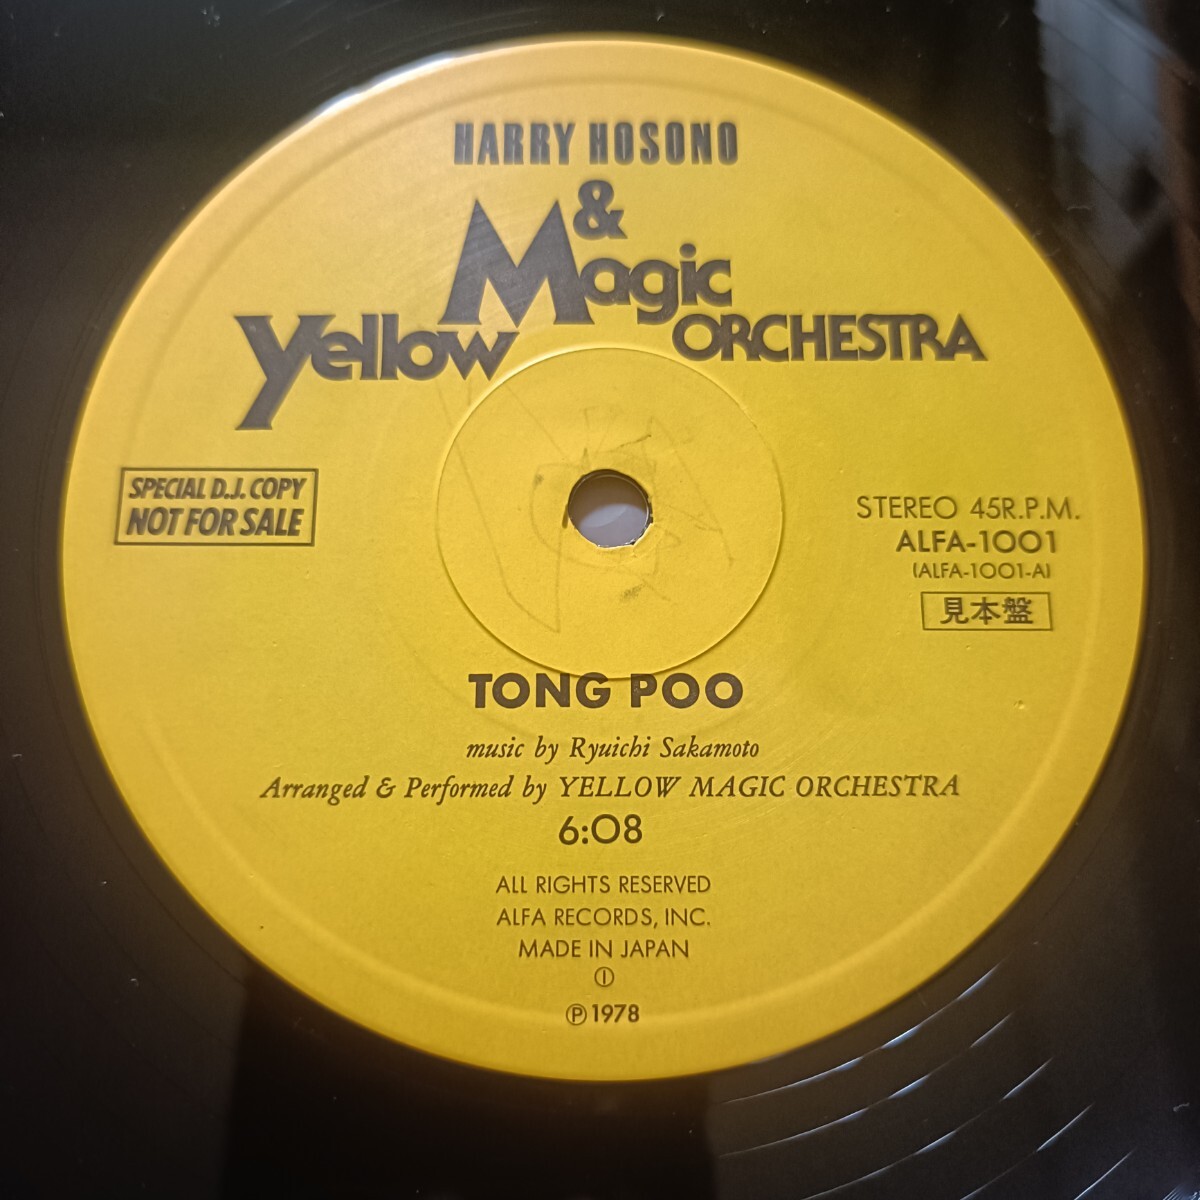 HARRY HOSONO
&
Yellow Magic ORCHESTRA
SPECIAL D.J. COPY
NOT FOR SALE
STEREO 45R.P.M.
ALFA-1001
(ALFA-1001-A)
見本盤
TONG POO
music by Ryuichi Sakamoto
Arranged & Performed by YELLOW MAGIC ORCHESTRA
6:08
ALL RIGHTS RESERVED
ALFA RECORDS, INC.
MADE IN JAPAN
Ⓘ
℗1978